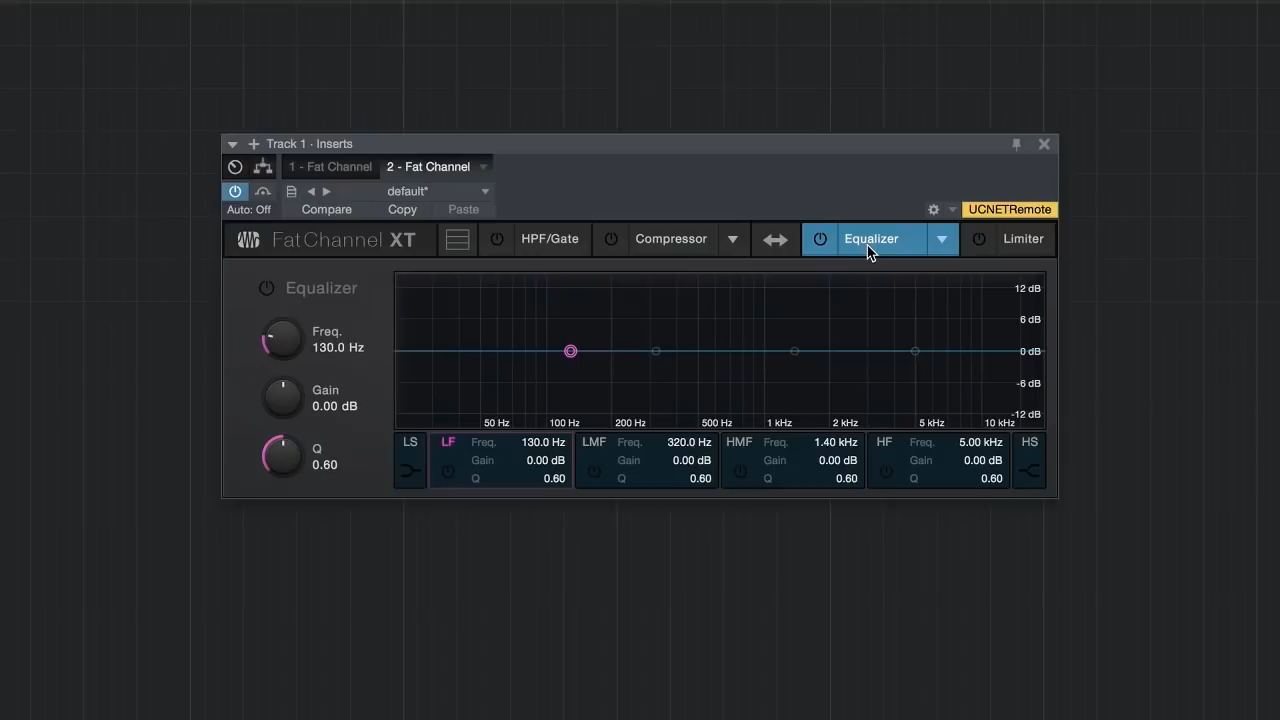 Track 1 - Inserts
1 - Fat Channel 2 - Fat Channel
default*
Auto: Off Compare Copy Paste UCNETRemote
FatChannel XT HPF/Gate Compressor Equalizer Limiter
Equalizer
Freq.
130.0 Hz
Gain
0.00 dB
Q
0.60
12 dB
6 dB
0 dB
-6 dB
-12 dB
50 Hz 100 Hz 200 Hz 500 Hz 1 kHz 2 kHz 5 kHz 10 kHz
LS LF Freq. 130.0 Hz LMF Freq. 320.0 Hz HMF Freq. 1.40 kHz HF Freq. 5.00 kHz HS
Gain 0.00 dB Gain 0.00 dB Gain 0.00 dB Gain 0.00 dB
Q 0.60 Q 0.60 Q 0.60 Q 0.60